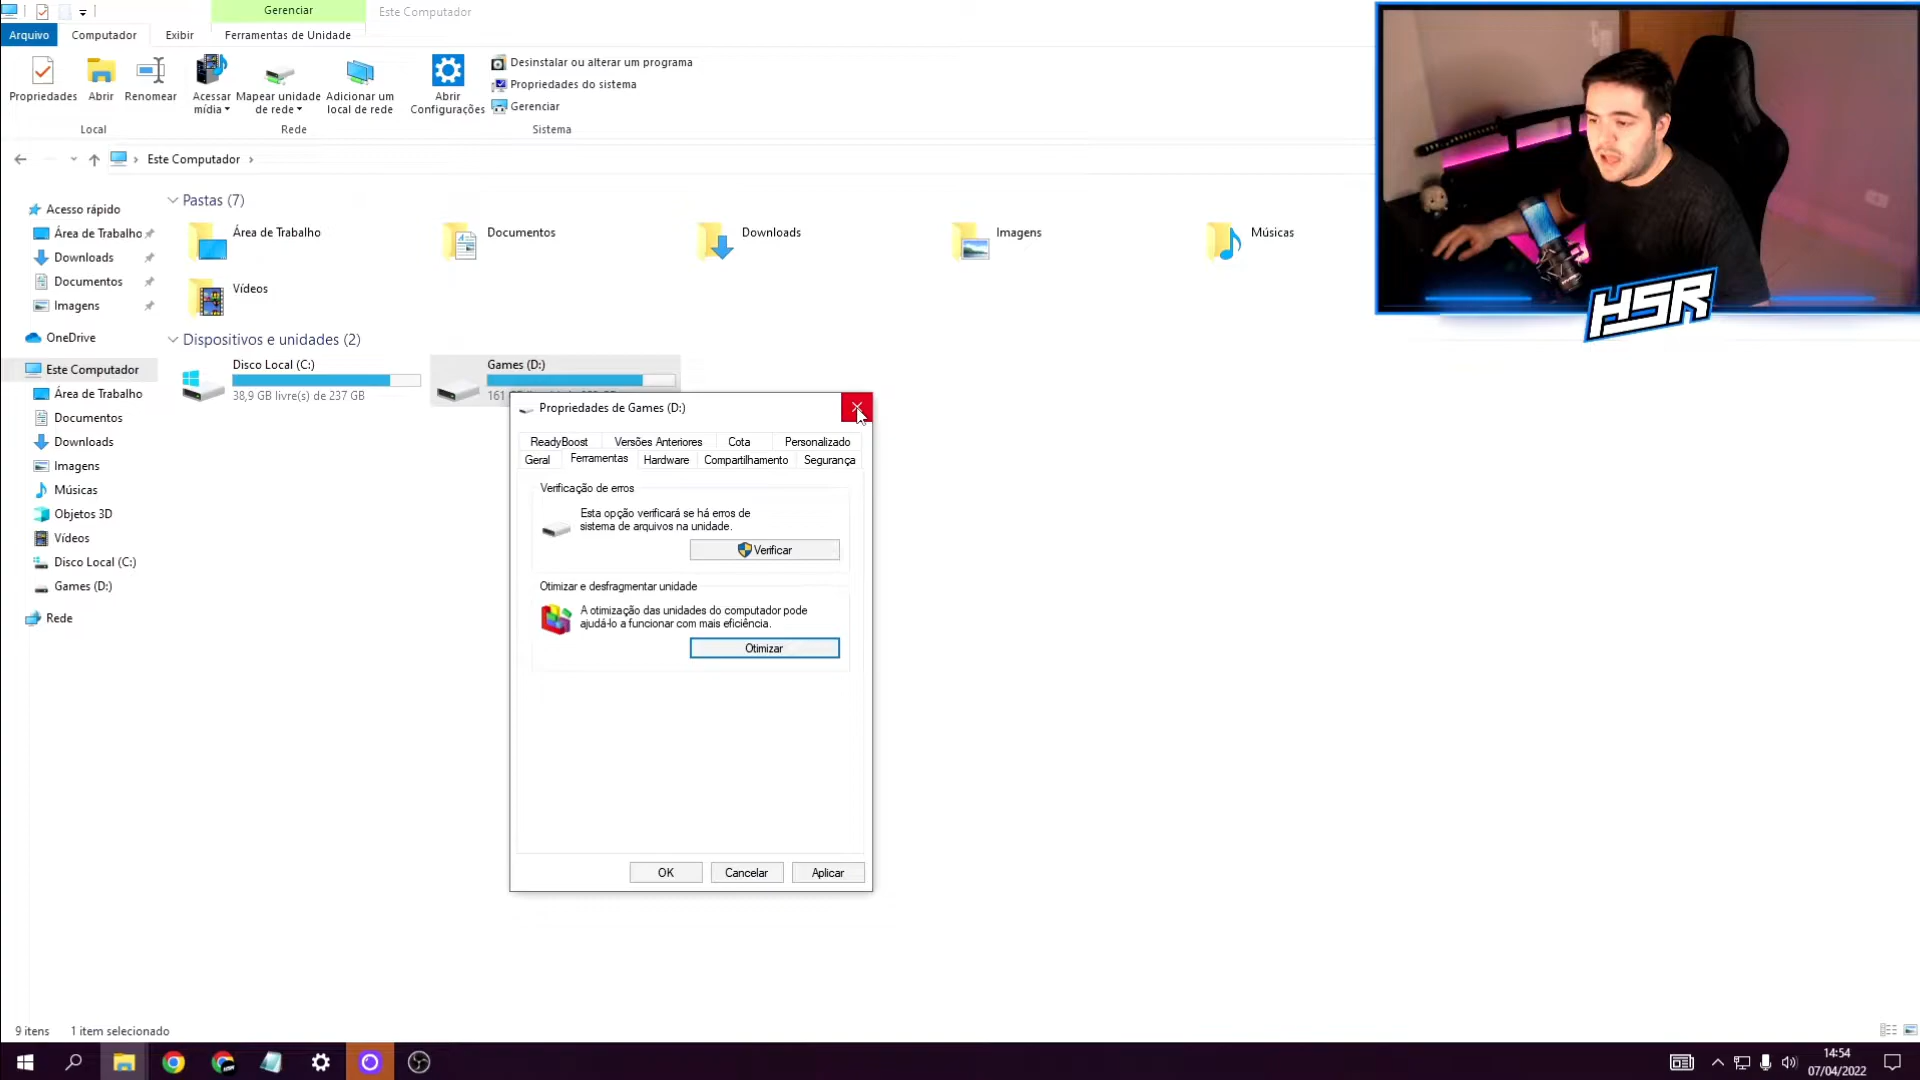 Gerenciar
Este Computador
Arquivo
Computador
Exibir
Ferramentas de Unidade
Propriedades
Abrir
Renomear
Acessar
mídia
Mapear unidade
de rede
Adicionar um
local de rede
Abrir
Configurações
Desinstalar ou alterar um programa
Propriedades do sistema
Gerenciar
Local
Rede
Sistema
Este Computador
Acesso rápido
Área de Trabalho
Downloads
Documentos
Imagens
OneDrive
Este Computador
Área de Trabalho
Documentos
Downloads
Imagens
Músicas
Objetos 3D
Vídeos
Disco Local (C:)
Games (D:)
Rede
Pastas (7)
Área de Trabalho
Documentos
Downloads
Imagens
Músicas
Vídeos
Dispositivos e unidades (2)
Disco Local (C:)
38,9 GB livre(s) de 237 GB
Games (D:)
161
Propriedades de Games (D:)
ReadyBoost
Versões Anteriores
Cota
Personalizado
Geral
Ferramentas
Hardware
Compartilhamento
Segurança
Verificação de erros
Esta opção verificará se há erros de
sistema de arquivos na unidade.
Verificar
Otimizar e desfragmentar unidade
A otimização das unidades do computador pode
ajudá-lo a funcionar com mais eficiência.
Otimizar
OK
Cancelar
Aplicar
HSR
9 itens
1 item selecionado
14:54
07/04/2022